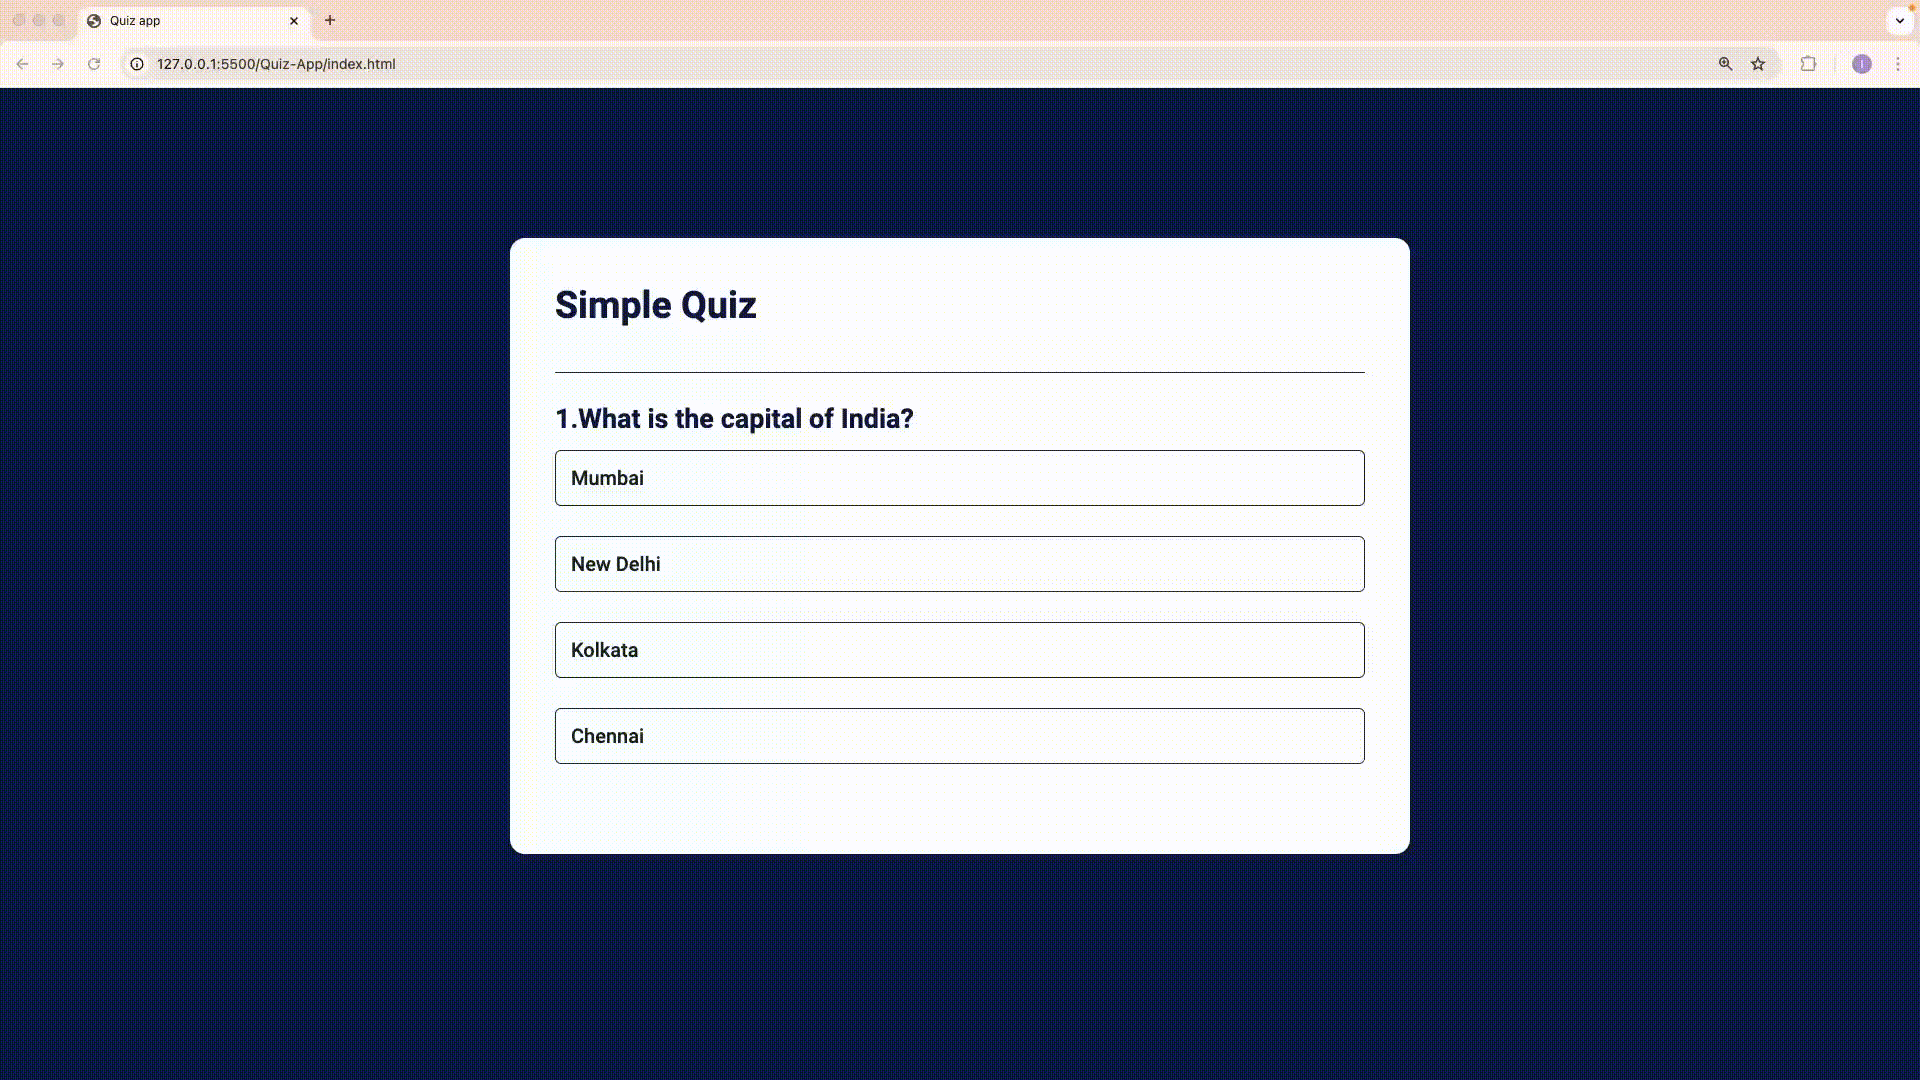 Quiz app
127.0.0.1:5500/Quiz-App/index.html
I
Simple Quiz
1.What is the capital of India?
Mumbai
New Delhi
Kolkata
Chennai